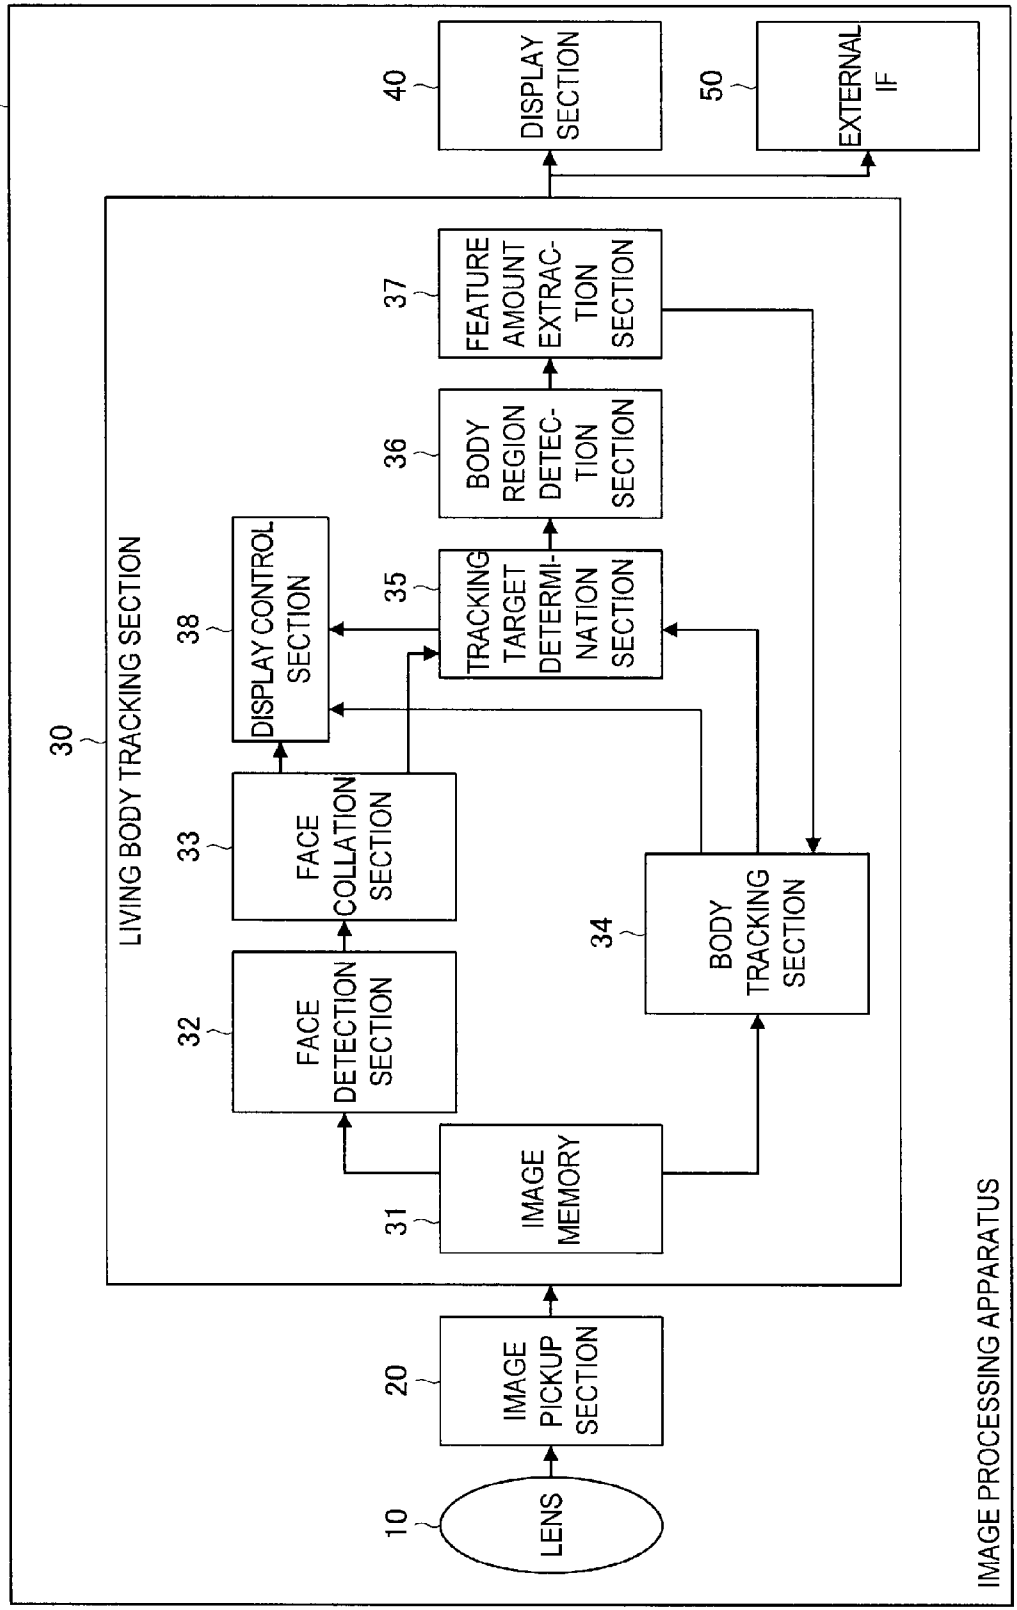 IMAGE PROCESSING APPARATUS
10
LENS
20
IMAGE
PICKUP
SECTION
30
LIVING BODY TRACKING SECTION
31
IMAGE
MEMORY
32
FACE
DETECTION
SECTION
33
FACE
COLLATION
SECTION
34
BODY
TRACKING
SECTION
38
DISPLAY CONTROL
SECTION
35
TRACKING
TARGET
DETERMI-
NATION
SECTION
36
BODY
REGION
DETEC-
TION
SECTION
37
FEATURE
AMOUNT
EXTRAC-
TION
SECTION
40
DISPLAY
SECTION
50
EXTERNAL
IF